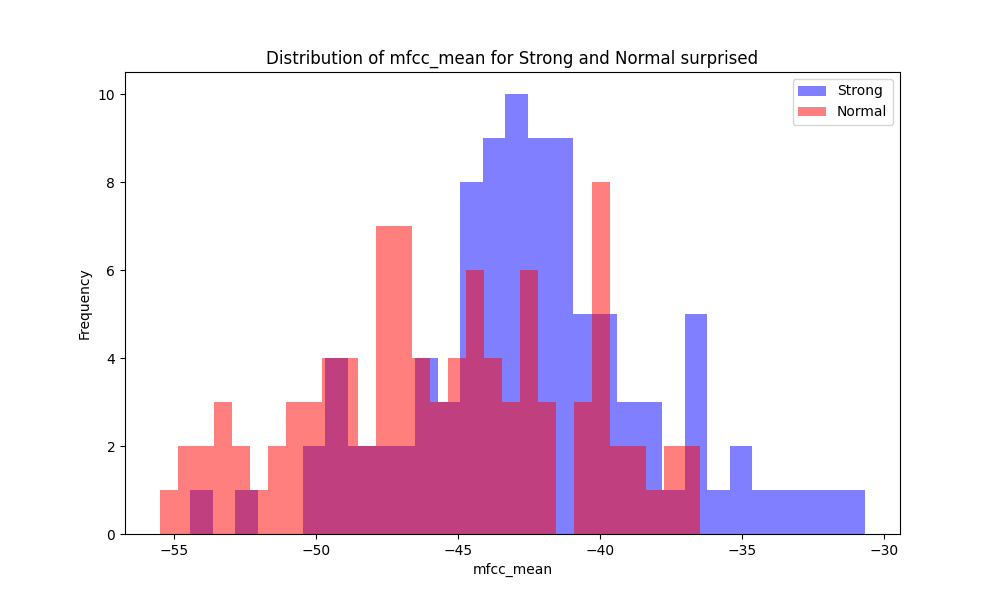 Distribution of mfcc_mean for Strong and Normal surprised
Strong
Normal
10
8
6
4
2
0
Frequency
−55
−50
−45
−40
−35
−30
mfcc_mean